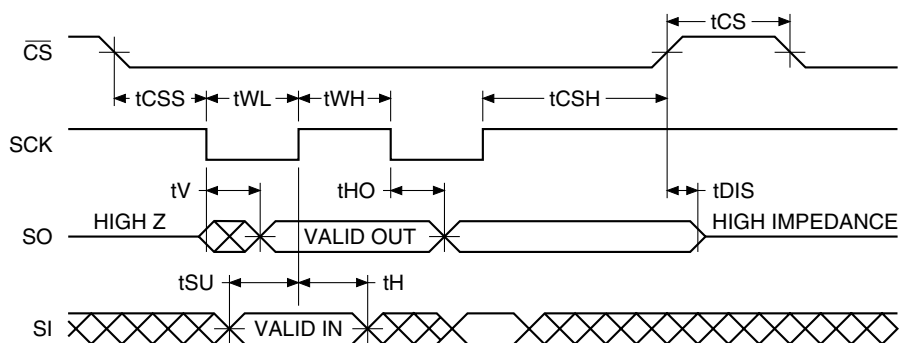 tCS
CS
tCSS tWL tWH tCSH
SCK
tV tHO tDIS
HIGH Z VALID OUT HIGH IMPEDANCE
SO
tSU tH
SI VALID IN